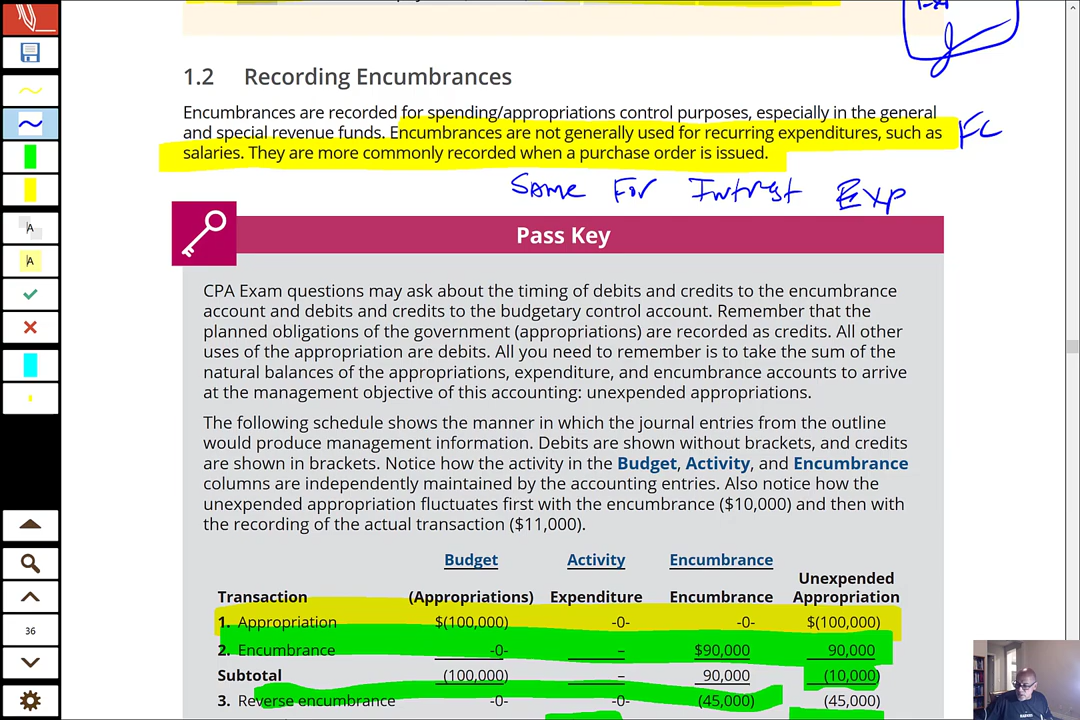 1.2 Recording Encumbrances
Encumbrances are recorded for spending/appropriations control purposes, especially in the general
and special revenue funds. Encumbrances are not generally used for recurring expenditures, such as
salaries. They are more commonly recorded when a purchase order is issued.
Same For Intrest Exp
Pass Key
CPA Exam questions may ask about the timing of debits and credits to the encumbrance
account and debits and credits to the budgetary control account. Remember that the
planned obligations of the government (appropriations) are recorded as credits. All other
uses of the appropriation are debits. All you need to remember is to take the sum of the
natural balances of the appropriations, expenditure, and encumbrance accounts to arrive
at the management objective of this accounting: unexpended appropriations.
The following schedule shows the manner in which the journal entries from the outline
would produce management information. Debits are shown without brackets, and credits
are shown in brackets. Notice how the activity in the Budget, Activity, and Encumbrance
columns are independently maintained by the accounting entries. Also notice how the
unexpended appropriation fluctuates first with the encumbrance ($10,000) and then with
the recording of the actual transaction ($11,000).
Budget Activity Encumbrance
Unexpended
Transaction (Appropriations) Expenditure Encumbrance Appropriation
1. Appropriation $(100,000) -0- -0- $(100,000)
2. Encumbrance -0- – $90,000 90,000
Subtotal (100,000) – 90,000 (10,000)
3. Reverse encumbrance -0- -0- (45,000) (45,000)
A
A
36